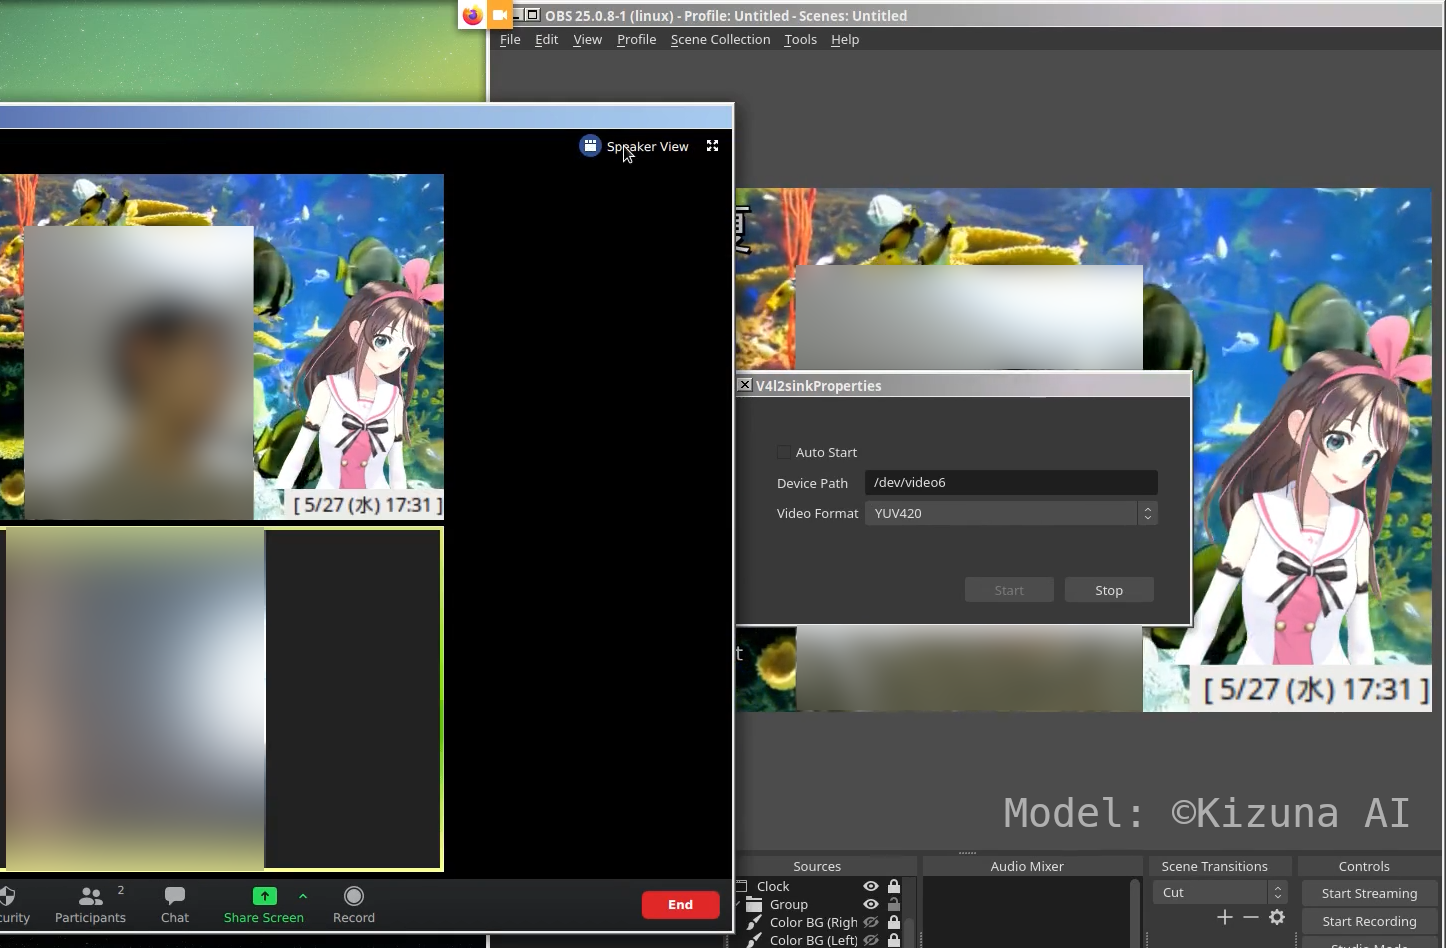 OBS 25.0.8-1 (linux) - Profile: Untitled - Scenes: Untitled
File Edit View Profile Scene Collection Tools Help
Speaker View
[ 5/27 (水) 17:31 ]
V4l2sinkProperties
Auto Start
Device Path /dev/video6
Video Format YUV420
Start Stop
t
[ 5/27 (水) 17:31 ]
Model: ©Kizuna AI
Sources Audio Mixer Scene Transitions Controls
Clock
Group
Color BG (Righ
Color BG (Left)
Cut
Start Streaming
Start Recording
Studio Mode
curity Participants 2 Chat Share Screen Record End